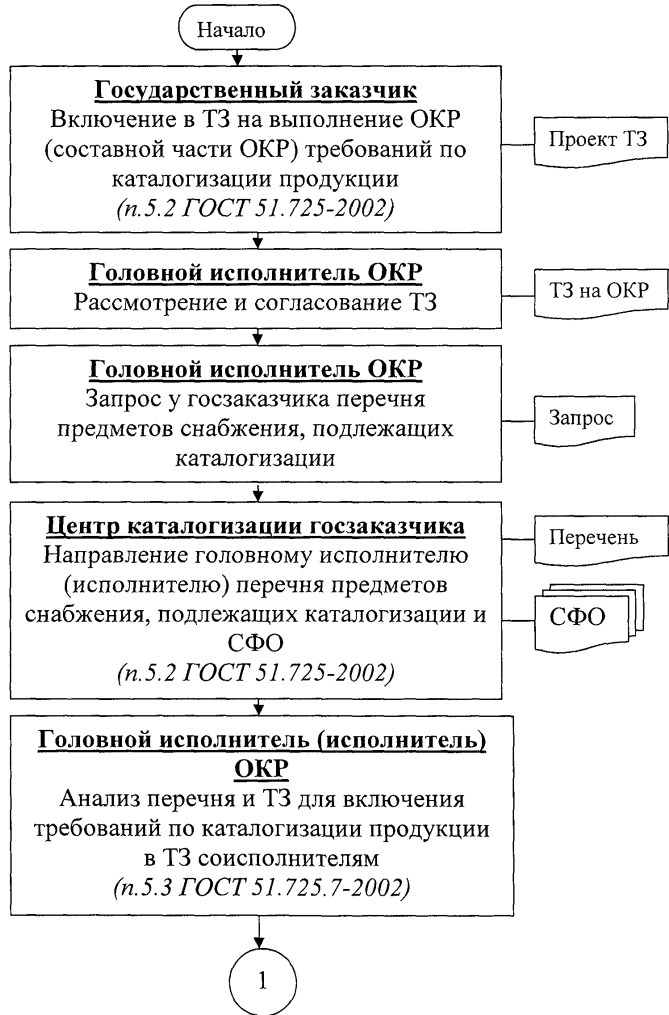 Начало
Государственный заказчик
Включение в ТЗ на выполнение ОКР
(составной части ОКР) требований по
каталогизации продукции
(п.5.2 ГОСТ 51.725-2002)
Проект ТЗ
Головной исполнитель ОКР
Рассмотрение и согласование ТЗ
ТЗ на ОКР
Головной исполнитель ОКР
Запрос у госзаказчика перечня
предметов снабжения, подлежащих
каталогизации
Запрос
Центр каталогизации госзаказчика
Направление головному исполнителю
(исполнителю) перечня предметов
снабжения, подлежащих каталогизации и
СФО
(п.5.2 ГОСТ 51.725-2002)
Перечень
СФО
Головной исполнитель (исполнитель)
ОКР
Анализ перечня и ТЗ для включения
требований по каталогизации продукции
в ТЗ соисполнителям
(п.5.3 ГОСТ 51.725.7-2002)
1